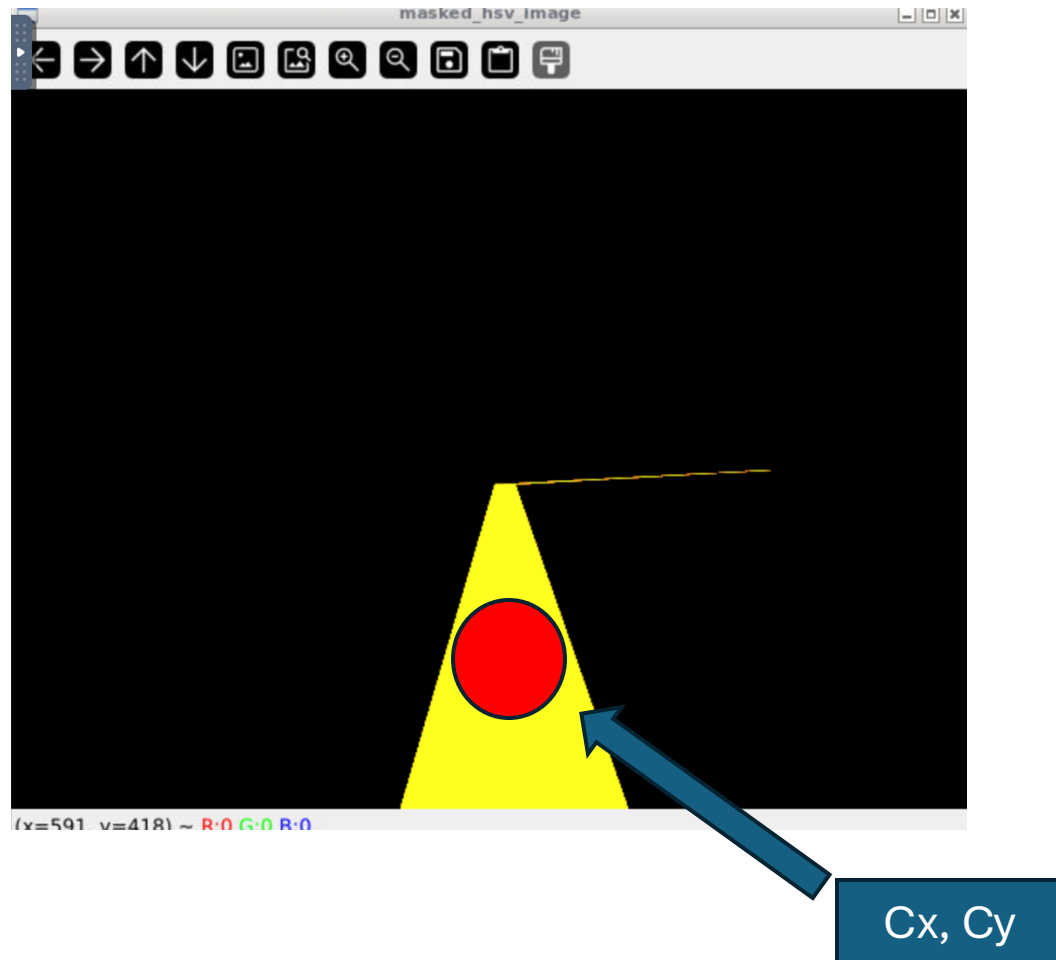 masked_hsv_image
(x=591, y=418) ~ R:0 G:0 B:0
Cx, Cy